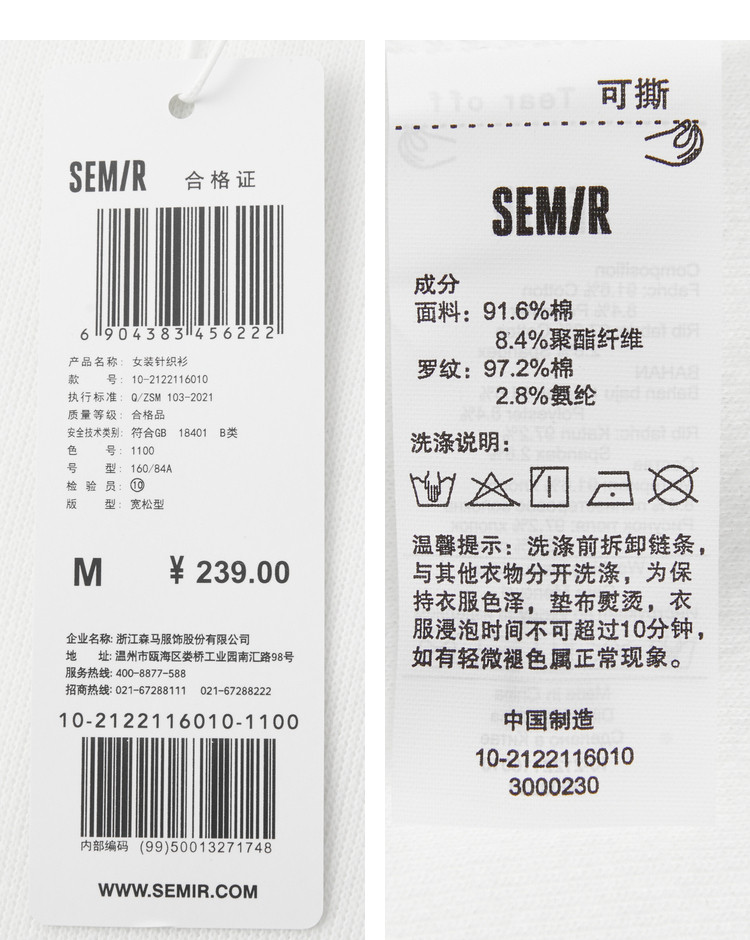 SEMIR 合格证
6 904383 456222
产品名称: 女装针织衫
款 号: 10-2122116010
执行标准: Q/ZSM 103-2021
质量等级: 合格品
安全技术类别: 符合GB 18401 B类
色 号: 1100
号 型: 160/84A
检 验 员: ⑩
版 型: 宽松型
M ¥ 239.00
企业名称: 浙江森马服饰股份有限公司
地 址: 温州市瓯海区娄桥工业园南汇路98号
服务热线: 400-8877-588
招商热线: 021-67288111 021-67288222
10-2122116010-1100
内部编码 (99)50013271748
WWW.SEMIR.COM
可撕
SEMIR
成分
面料: 91.6%棉
8.4%聚酯纤维
罗纹: 97.2%棉
2.8%氨纶
洗涤说明:
温馨提示: 洗涤前拆卸链条,
与其他衣物分开洗涤, 为保
持衣服色泽, 垫布熨烫, 衣
服浸泡时间不可超过10分钟,
如有轻微褪色属正常现象。
中国制造
10-2122116010
3000230